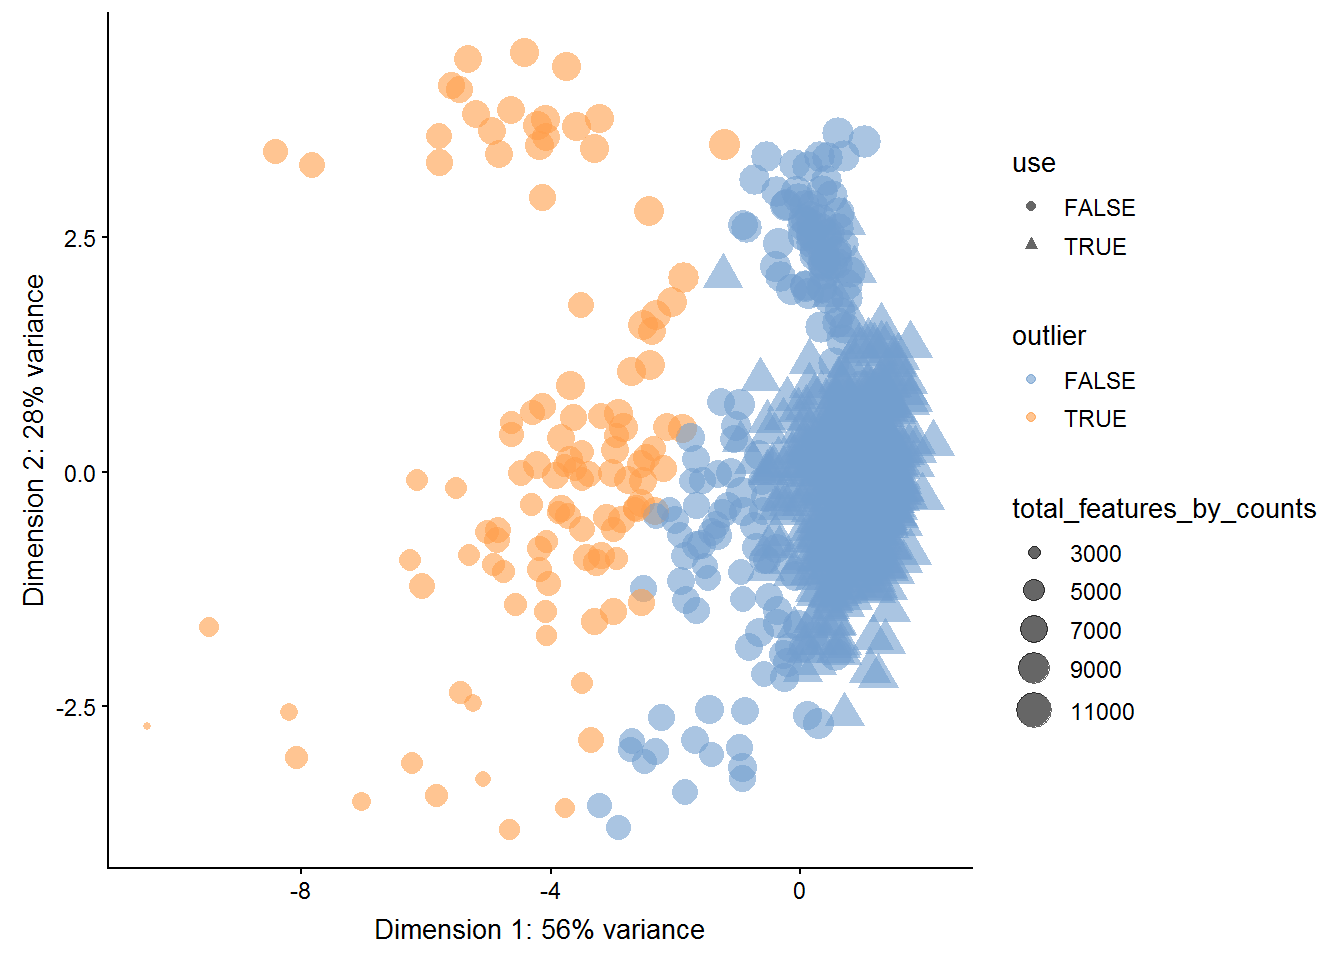 2.5
0.0
-2.5
Dimension 2: 28% variance
-8
-4
0
Dimension 1: 56% variance
use
FALSE
TRUE
outlier
FALSE
TRUE
total_features_by_counts
3000
5000
7000
9000
11000